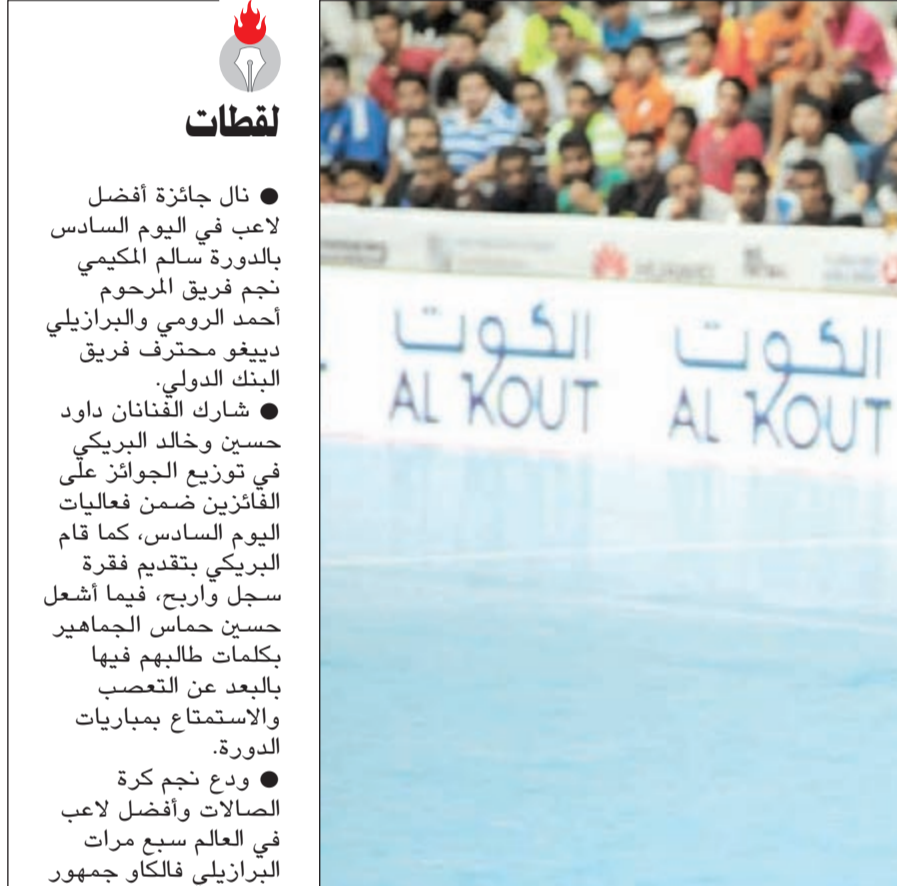 لقطات
● نال جائزة أفضل
لاعب في اليوم السادس
بالدورة سالم المكيمي
نجم فريق المرحوم
أحمد الرومي والبرازيلي
دييغو محترف فريق
البنك الدولي.
● شارك الفنانان داود
حسين وخالد البريكي
في توزيع الجوائز على
الفائزين ضمن فعاليات
اليوم السادس، كما قام
البريكي بتقديم فقرة
سجل واربح، فيما أشعل
حسين حماس الجماهير
بكلمات طالبهم فيها
بالبعد عن التعصب
والاستمتاع بمباريات
الدورة.
● ودع نجم كرة
الصالات وأفضل لاعب
في العالم سبع مرات
البرازيلي فالكاو جمهور
HUAWEI
الكوت
AL KOUT
الكوت
AL KOUT